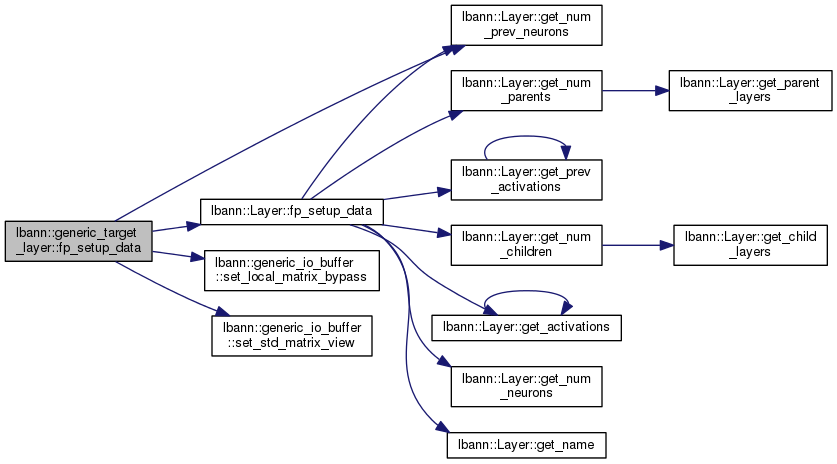 lbann::generic_target
_layer::fp_setup_data
lbann::Layer::get_num
_prev_neurons
lbann::Layer::fp_setup_data
lbann::Layer::get_num
_parents
lbann::Layer::get_parent
_layers
lbann::Layer::get_prev
_activations
lbann::Layer::get_num
_children
lbann::Layer::get_child
_layers
lbann::Layer::get_activations
lbann::Layer::get_num
_neurons
lbann::Layer::get_name
lbann::generic_io_buffer
::set_local_matrix_bypass
lbann::generic_io_buffer
::set_std_matrix_view